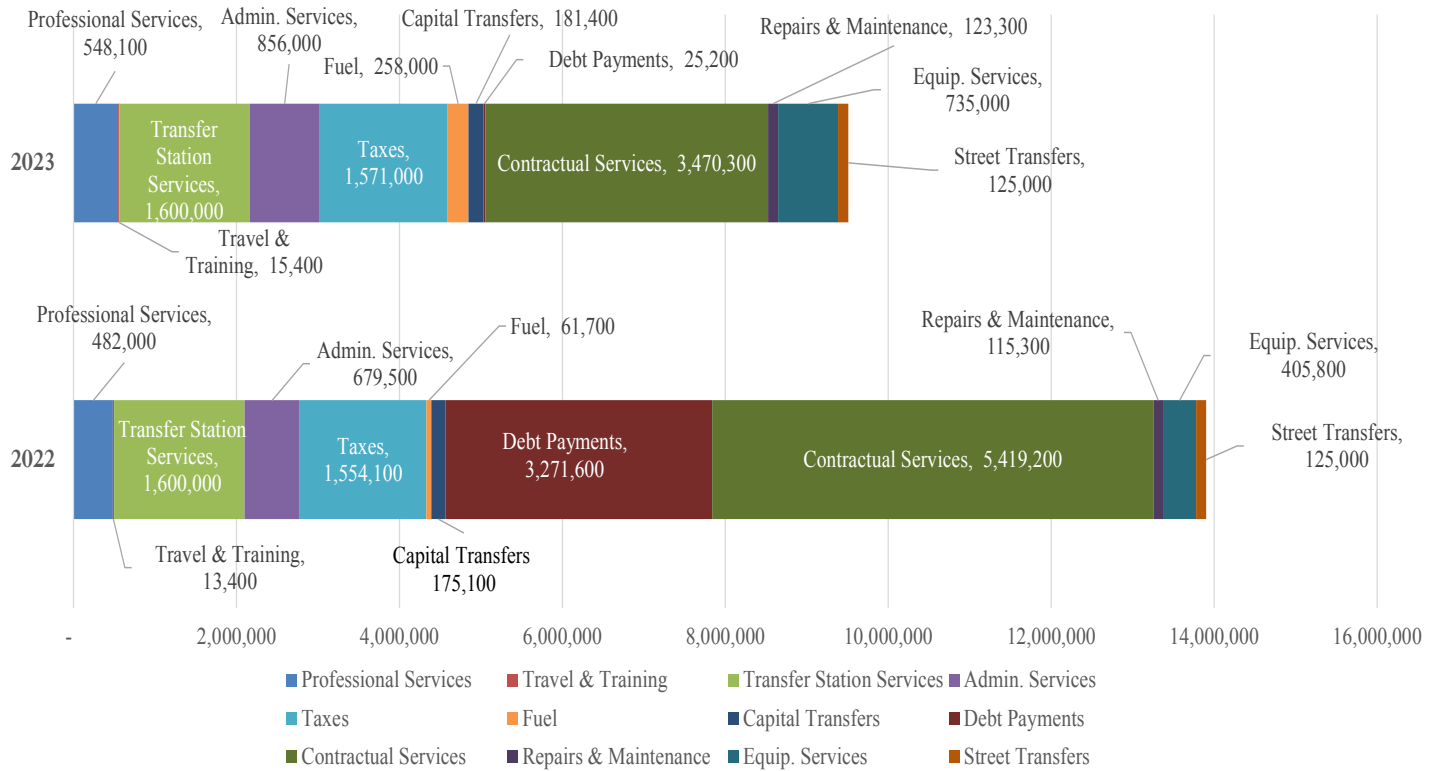 Professional Services,
548,100
Admin. Services,
856,000
Capital Transfers, 181,400
Repairs & Maintenance, 123,300
Fuel, 258,000
Debt Payments, 25,200
Equip. Services,
735,000
2023
Transfer
Station
Services,
1,600,000
Taxes,
1,571,000
Contractual Services, 3,470,300
Street Transfers,
125,000
Travel &
Training, 15,400
Professional Services,
482,000
Admin. Services,
679,500
Fuel, 61,700
Repairs & Maintenance,
115,300
Equip. Services,
405,800
2022
Transfer Station
Services,
1,600,000
Taxes,
1,554,100
Debt Payments,
3,271,600
Contractual Services, 5,419,200
Street Transfers,
125,000
Travel & Training,
13,400
Capital Transfers
175,100
- 2,000,000 4,000,000 6,000,000 8,000,000 10,000,000 12,000,000 14,000,000 16,000,000
Professional Services Travel & Training Transfer Station Services Admin. Services
Taxes Fuel Capital Transfers Debt Payments
Contractual Services Repairs & Maintenance Equip. Services Street Transfers